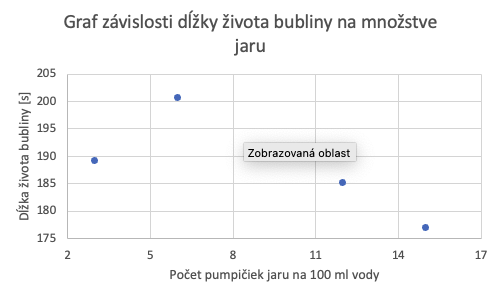 Graf závislosti dĺžky života bubliny na množstve
jaru
Dĺžka života bubliny [s]
205
200
195
190
185
180
175
Zobrazovaná oblast
2
5
8
11
14
17
Počet pumpičiek jaru na 100 ml vody